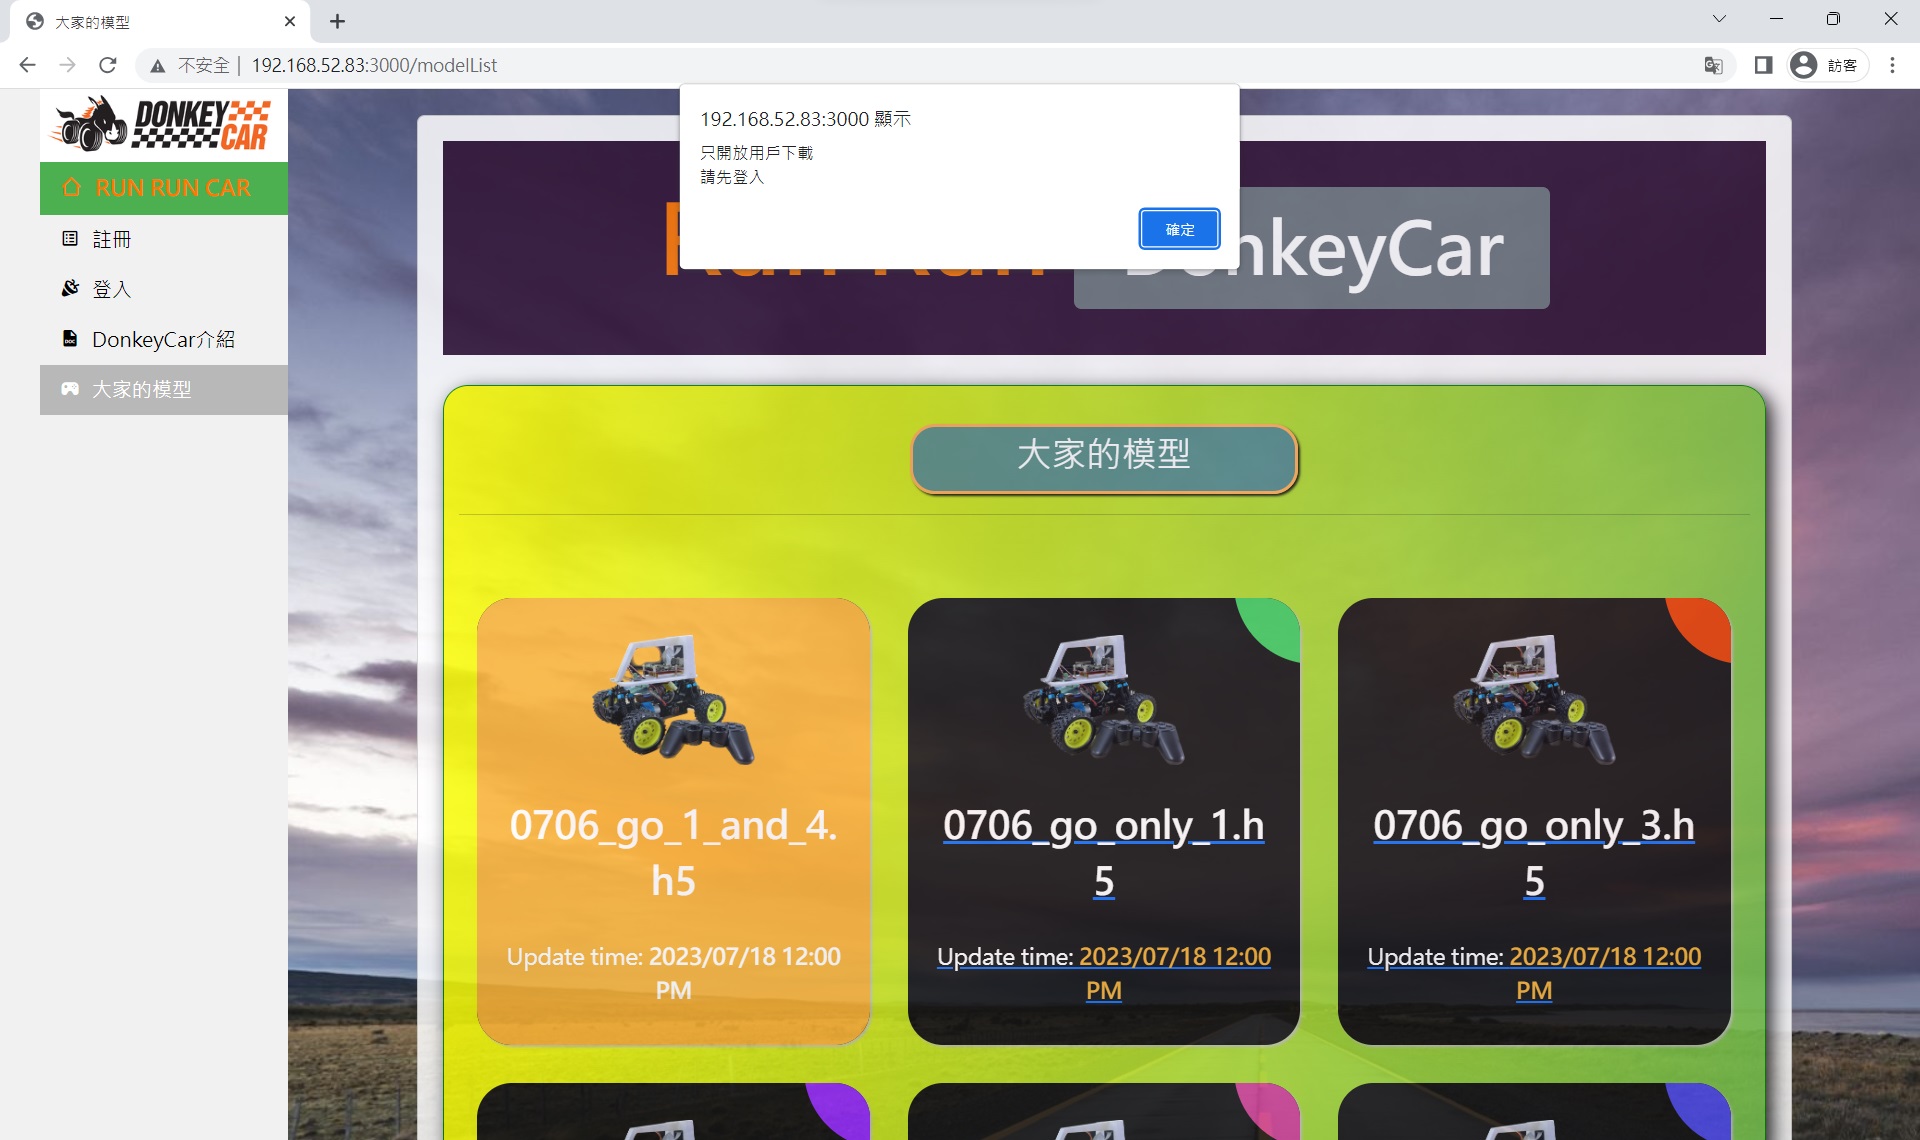 大家的模型
不安全
192.168.52.83:3000/modelList
訪客
DONKEY
CAR
RUN RUN CAR
註冊
登入
DonkeyCar介紹
大家的模型
192.168.52.83:3000 顯示
只開放用戶下載
請先登入
確定
Run Run DonkeyCar
大家的模型
0706_go_1_and_4.
h5
Update time: 2023/07/18 12:00
PM
0706_go_only_1.h
5
Update time: 2023/07/18 12:00
PM
0706_go_only_3.h
5
Update time: 2023/07/18 12:00
PM